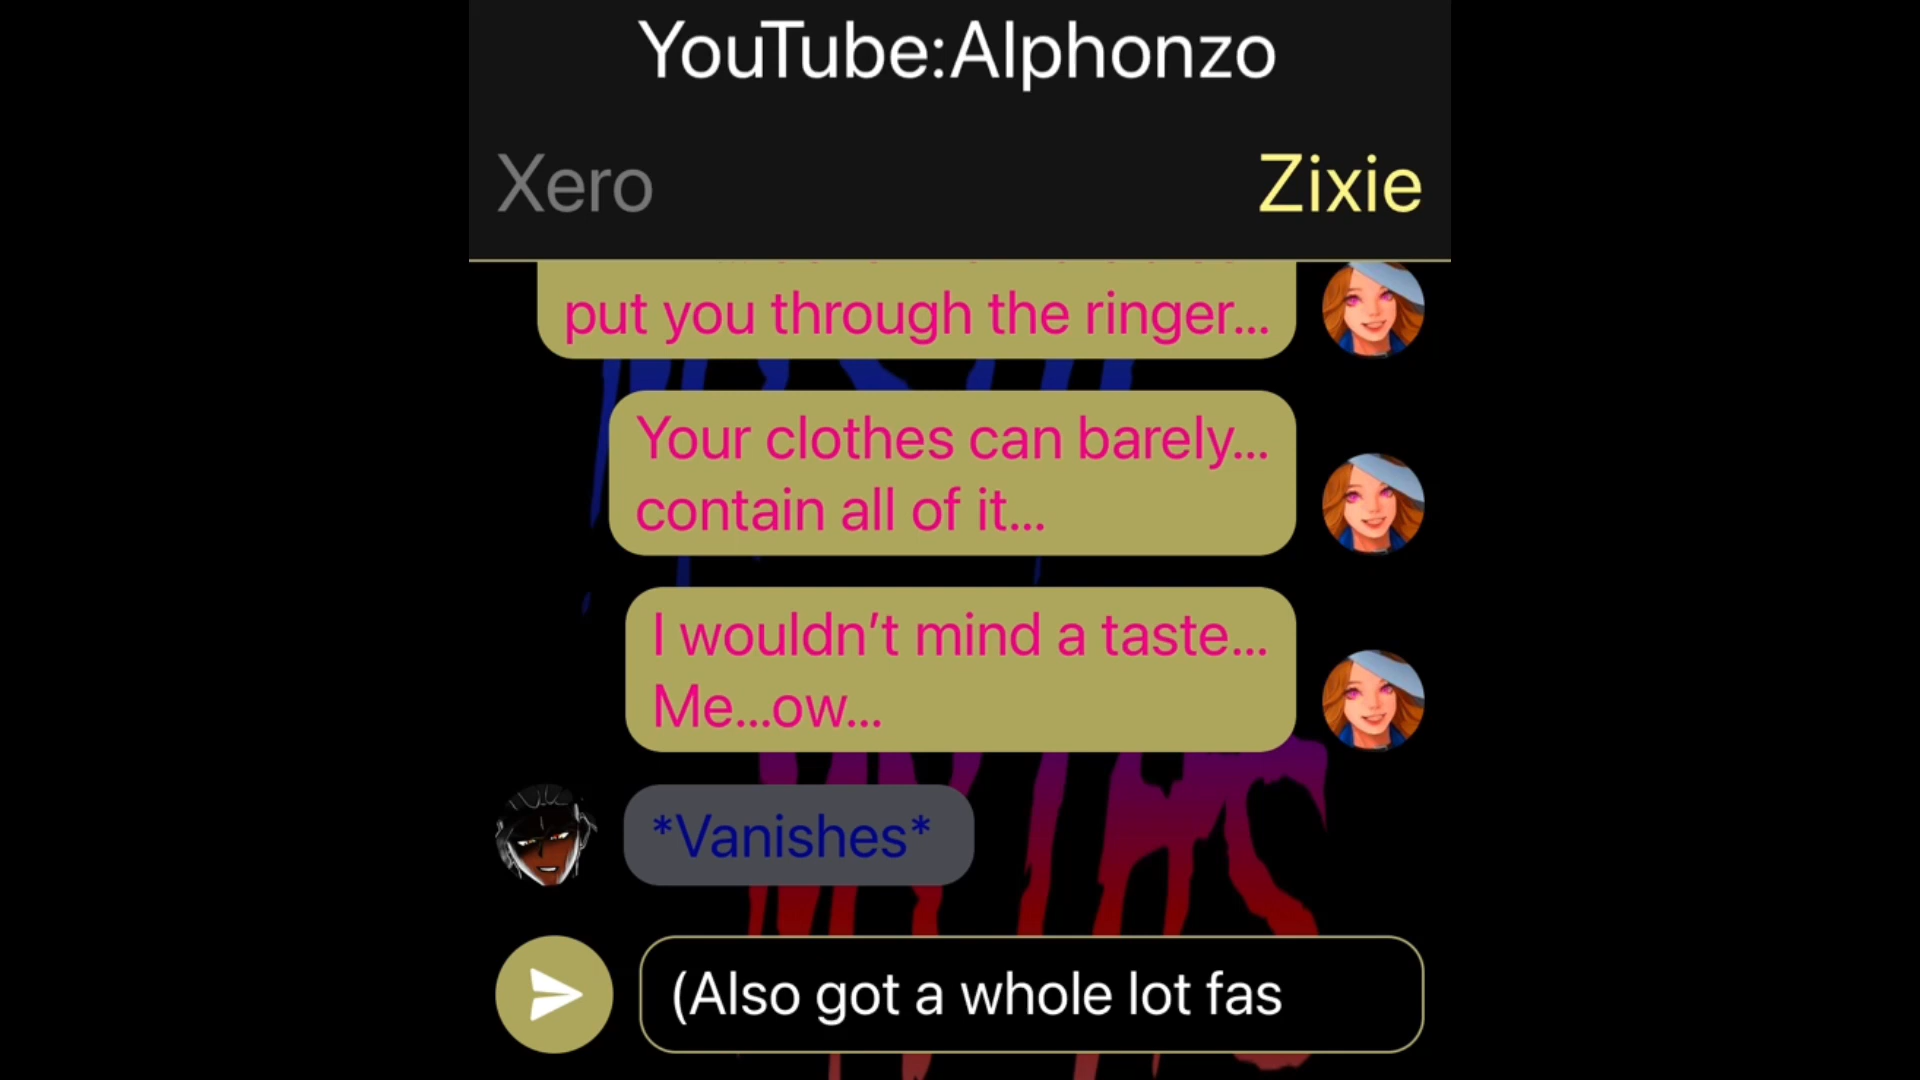 YouTube:Alphonzo
Xero
Zixie
put you through the ringer...
Your clothes can barely...
contain all of it...
I wouldn’t mind a taste...
Me...ow...
*Vanishes*
(Also got a whole lot fas